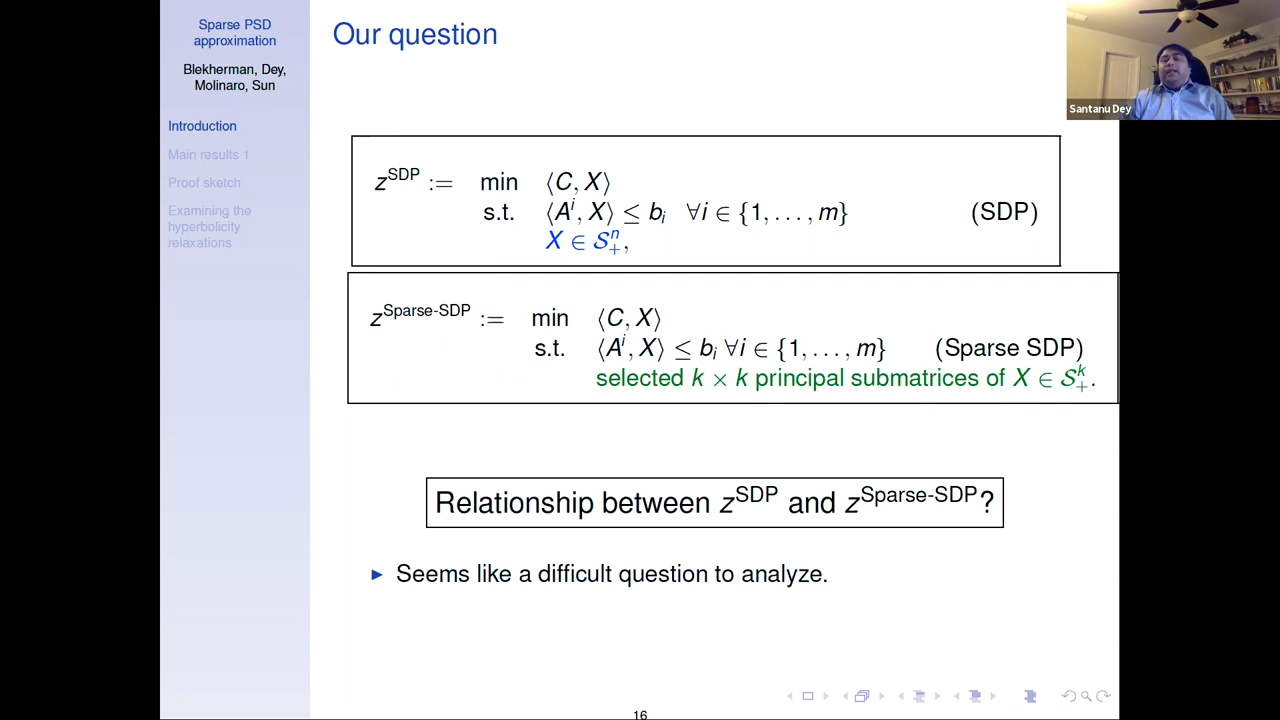 Sparse PSD
approximation
Blekherman, Dey,
Molinaro, Sun
Introduction
Main results 1
Proof sketch
Examining the
hyperbolicity
relaxations
Our question
z^SDP := min ⟨C, X⟩
s.t. ⟨A^i, X⟩ ≤ b_i ∀i ∈ {1, . . . , m} (SDP)
X ∈ 𝒮^n_+,
z^Sparse-SDP := min ⟨C, X⟩
s.t. ⟨A^i, X⟩ ≤ b_i ∀i ∈ {1, . . . , m} (Sparse SDP)
selected k × k principal submatrices of X ∈ 𝒮^k_+.
Relationship between z^SDP and z^Sparse-SDP?
▶ Seems like a difficult question to analyze.
16
Santanu Dey